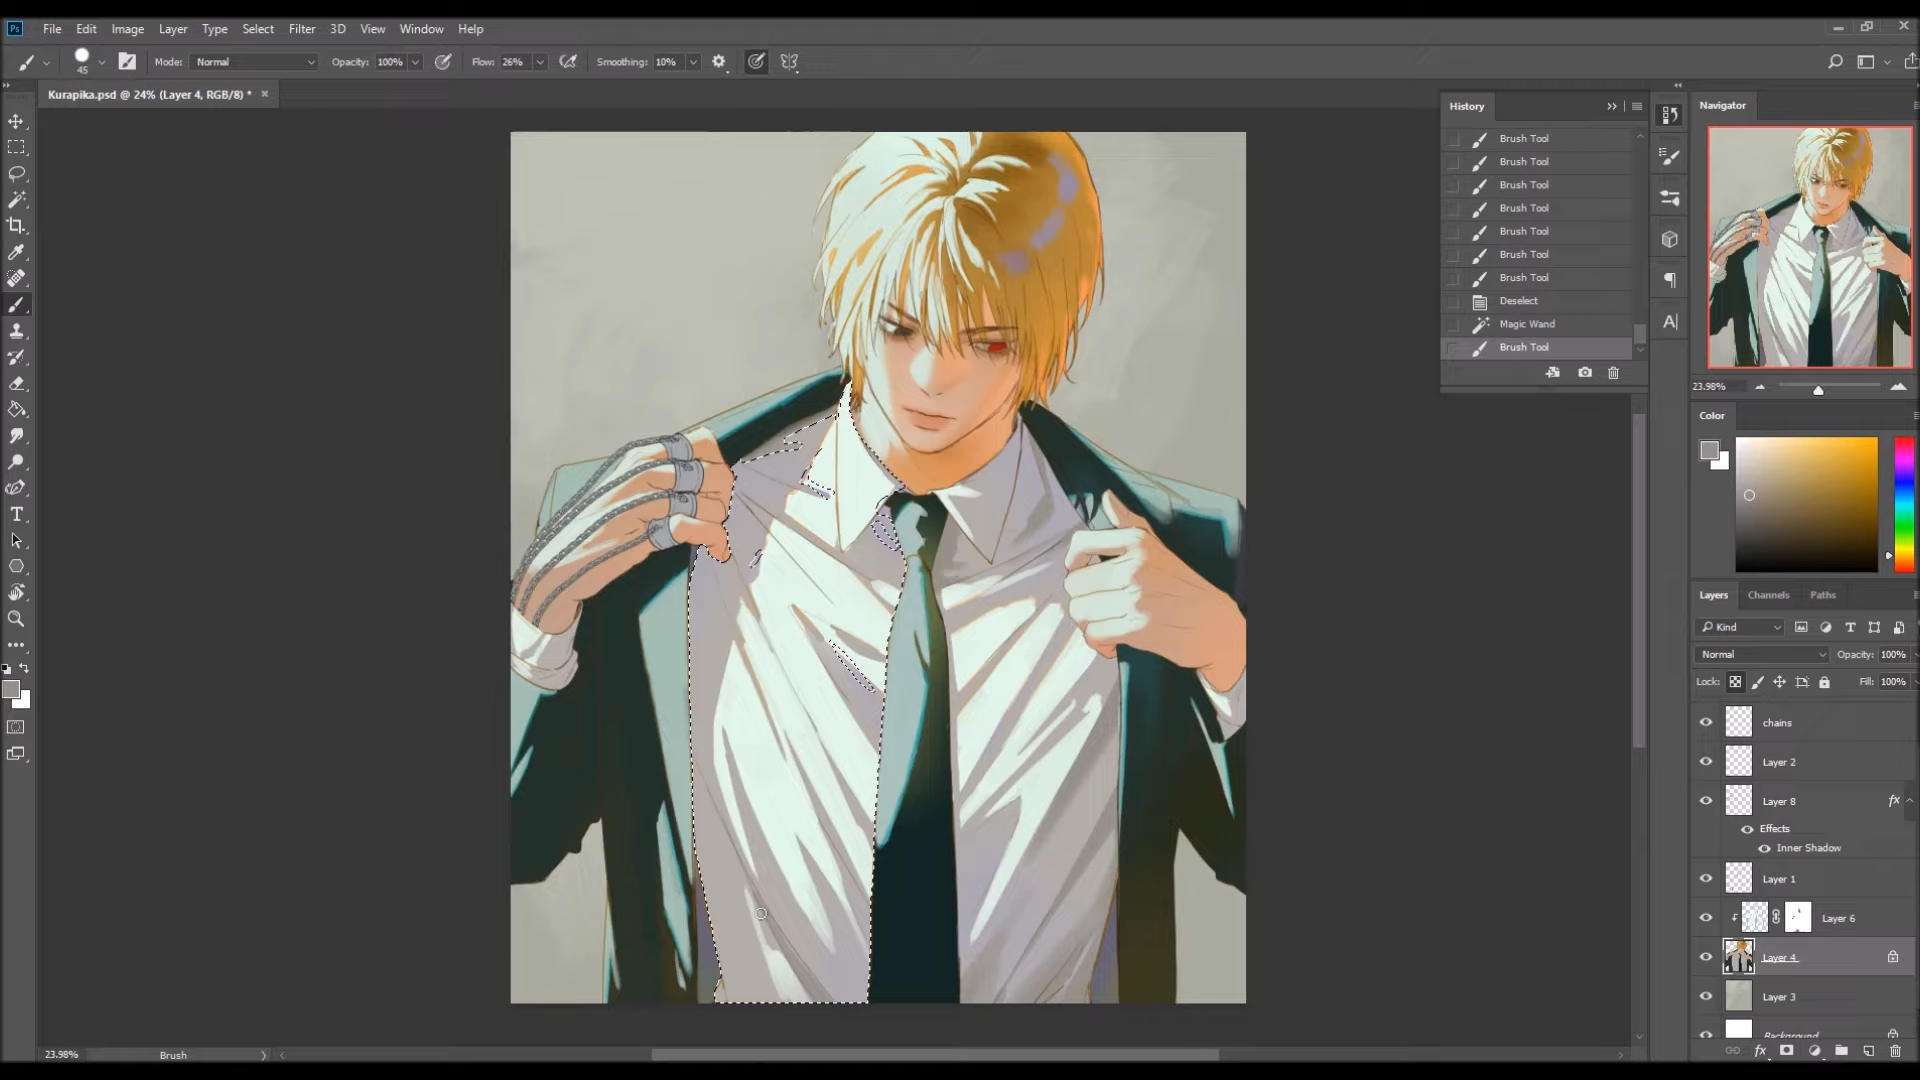 Ps File Edit Image Layer Type Select Filter 3D View Window Help
45 Mode: Normal Opacity: 100% Flow: 26% Smoothing: 10%
Kurapika.psd @ 24% (Layer 4, RGB/8) *
History
Brush Tool
Brush Tool
Brush Tool
Brush Tool
Brush Tool
Brush Tool
Brush Tool
Deselect
Magic Wand
Brush Tool
Navigator
23.98%
Color
Layers Channels Paths
Kind
Normal Opacity: 100%
Lock: Fill: 100%
chains
Layer 2
Layer 8 fx
Effects
Inner Shadow
Layer 1
Layer 6
Layer 4
Layer 3
Background
fx
23.98% Brush